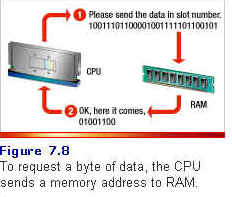 1 Please send the data in slot number,
10011101100001001111101100101
CPU
RAM
2 OK, here it comes,
01001100
Figure 7.8
To request a byte of data, the CPU
sends a memory address to RAM.